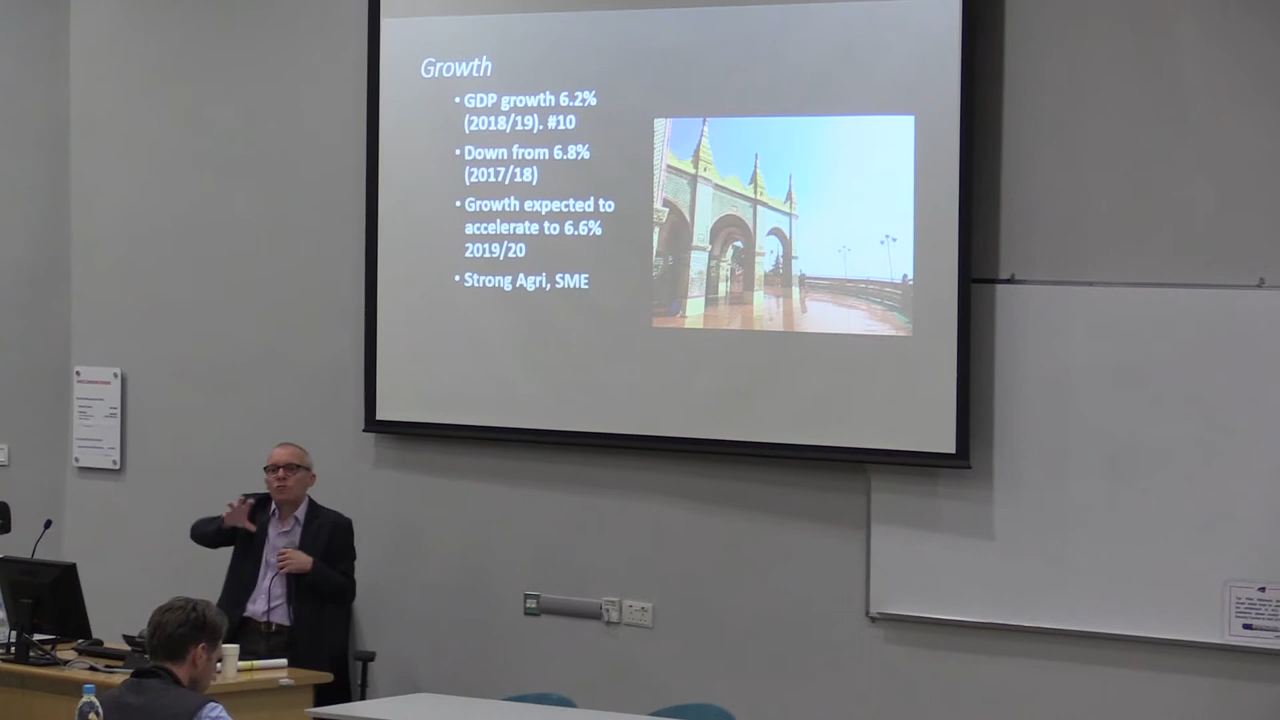 Growth
• GDP growth 6.2%
(2018/19). #10
• Down from 6.8%
(2017/18)
• Growth expected to
accelerate to 6.6%
2019/20
• Strong Agri, SME